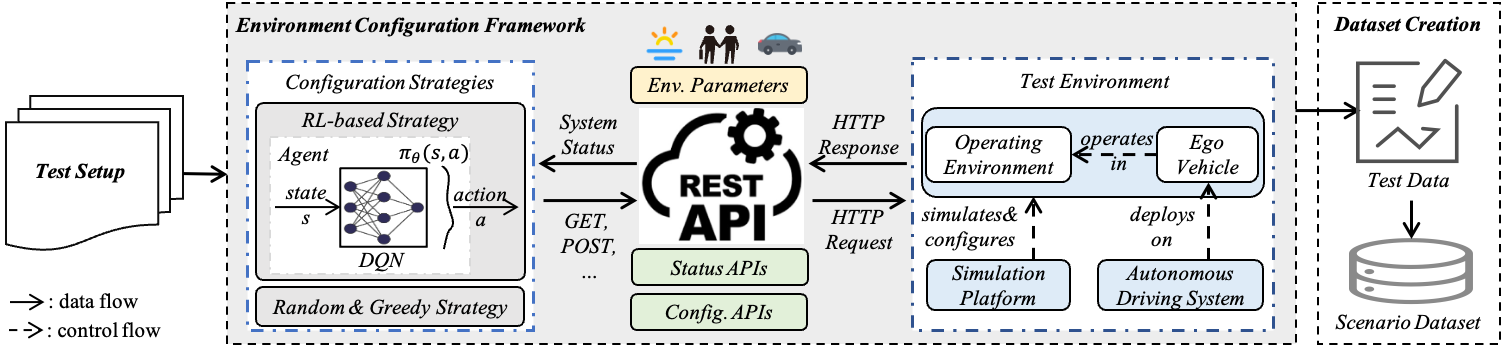 Test Setup
: data flow
: control flow
Environment Configuration Framework
Configuration Strategies
RL-based Strategy
Agent
πθ(s,a)
state
s
action
a
DQN
Random & Greedy Strategy
System
Status
GET,
POST,
...
Env. Parameters
REST
API
Status APIs
Config. APIs
HTTP
Response
HTTP
Request
Test Environment
Operating
Environment
operates
in
Ego
Vehicle
simulates&
configures
deploys
on
Simulation
Platform
Autonomous
Driving System
Dataset Creation
Test Data
Scenario Dataset